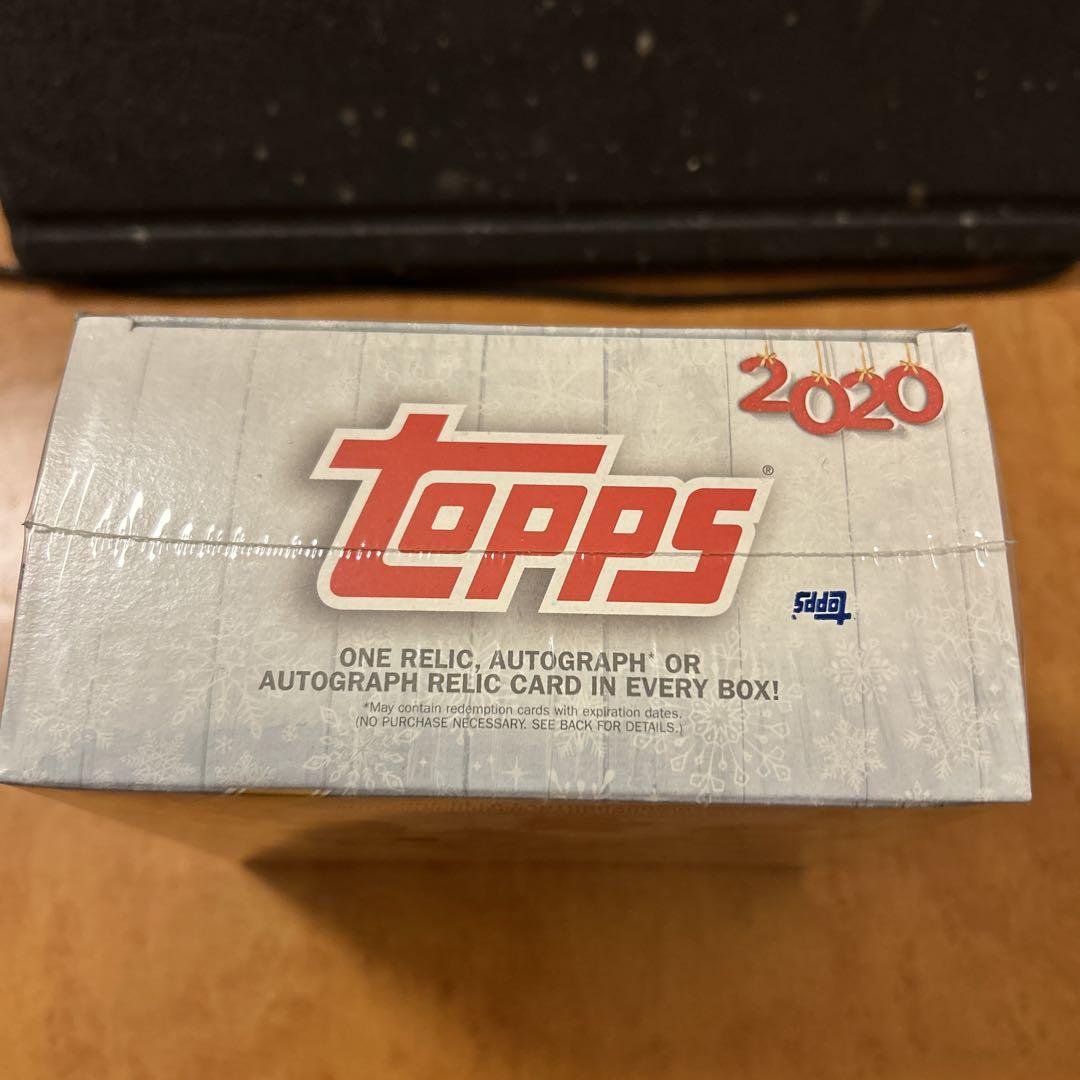 2020
topps®
topps®
ONE RELIC, AUTOGRAPH* OR
AUTOGRAPH RELIC CARD IN EVERY BOX!
*May contain redemption cards with expiration dates.
(NO PURCHASE NECESSARY. SEE BACK FOR DETAILS.)